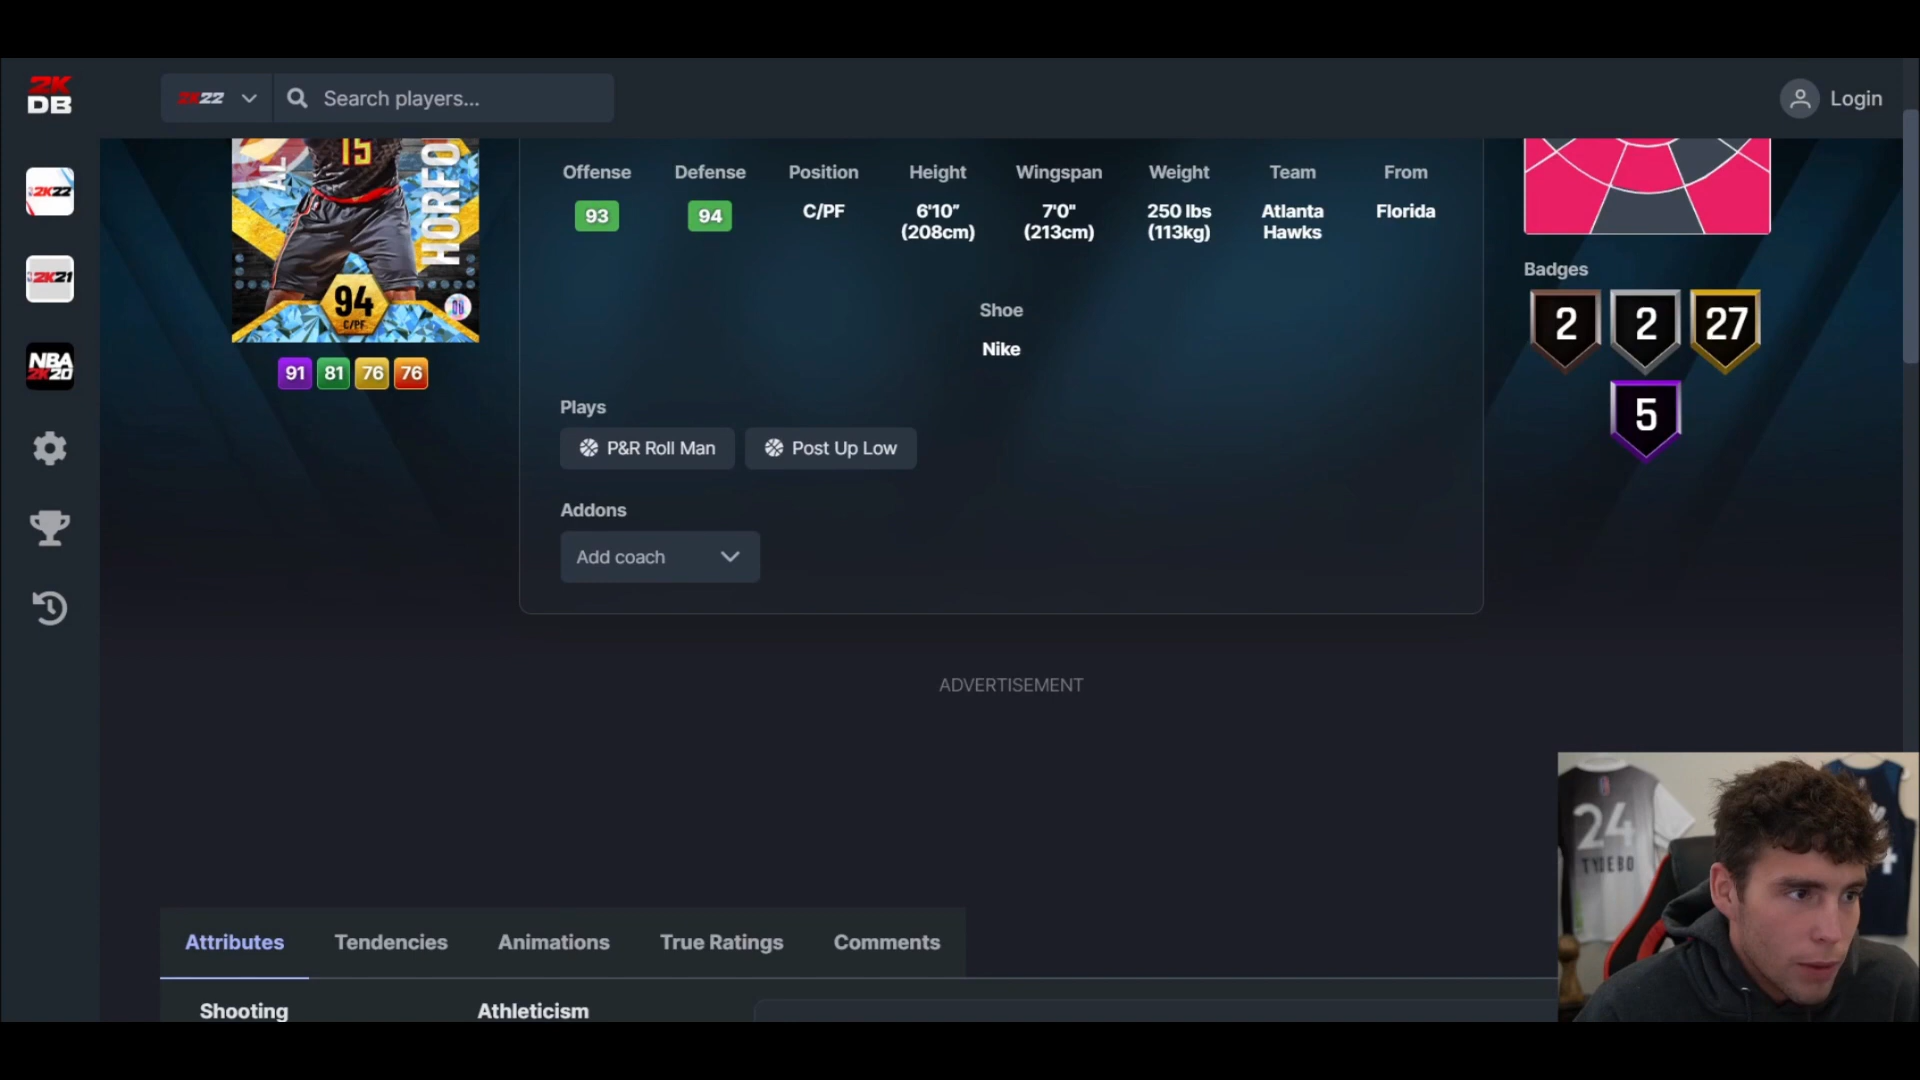 2K
DB
2K22
Search players...
Login
2K22
2K21
NBA
2K20
15
AL
HORFO
94
C/PF
91 81 76 76
Offense Defense Position Height Wingspan Weight Team From
93 94 C/PF 6'10" 7'0" 250 lbs Atlanta Florida
(208cm) (213cm) (113kg) Hawks
Shoe
Nike
Plays
P&R Roll Man Post Up Low
Addons
Add coach
Badges
2 2 27
5
ADVERTISEMENT
Attributes Tendencies Animations True Ratings Comments
Shooting Athleticism
24
TYDEBO